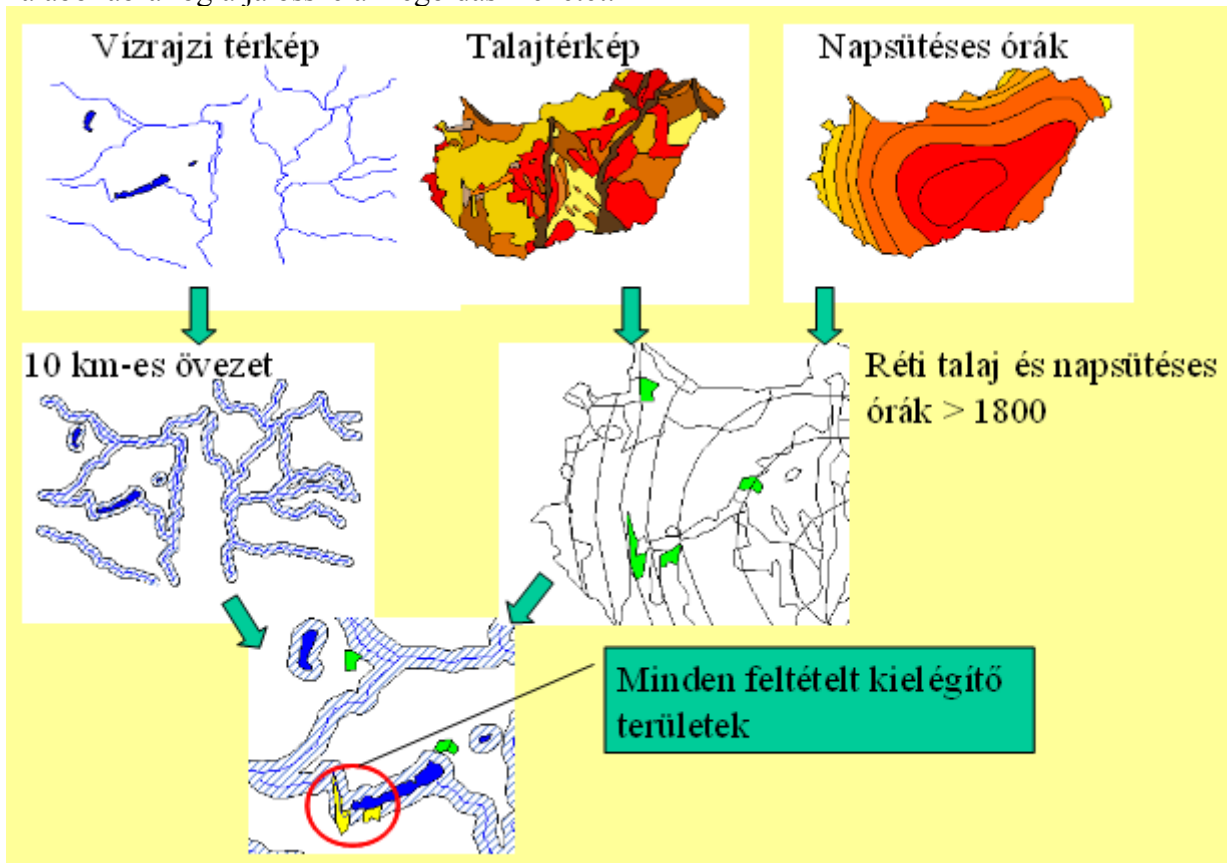 Vízrajzi térkép
Talajtérkép
Napsütéses órák
10 km-es övezet
Réti talaj és napsütéses
órák > 1800
Minden feltételt kielégítő
területek